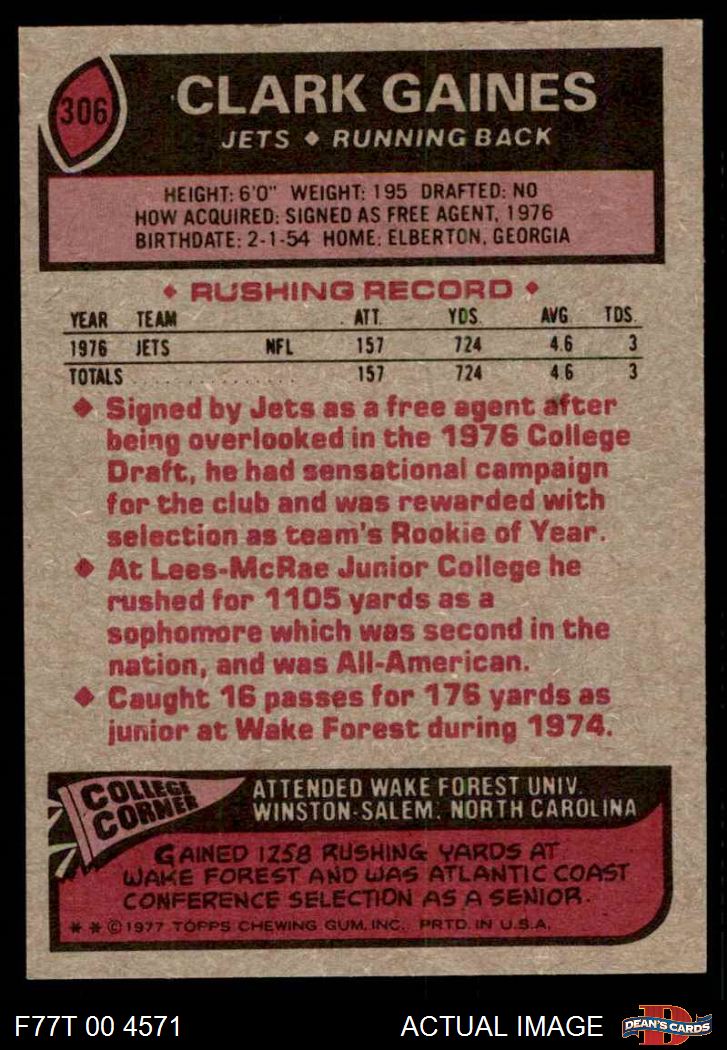 306
CLARK GAINES
JETS ♦ RUNNING BACK
HEIGHT: 6'0" WEIGHT: 195 DRAFTED: NO
HOW ACQUIRED: SIGNED AS FREE AGENT, 1976
BIRTHDATE: 2-1-54 HOME: ELBERTON, GEORGIA
♦ RUSHING RECORD ♦
YEAR TEAM ATT. YDS. AVG. TDS.
1976 JETS NFL 157 724 4.6 3
TOTALS . . . . . . . . . . . . . . . 157 724 4.6 3
♦ Signed by Jets as a free agent after
being overlooked in the 1976 College
Draft, he had sensational campaign
for the club and was rewarded with
selection as team's Rookie of Year.
♦ At Lees-McRae Junior College he
rushed for 1105 yards as a
sophomore which was second in the
nation, and was All-American.
♦ Caught 16 passes for 176 yards as
junior at Wake Forest during 1974.
COLLEGE
CORNER
ATTENDED WAKE FOREST UNIV.
WINSTON-SALEM, NORTH CAROLINA
GAINED 1258 RUSHING YARDS AT
WAKE FOREST AND WAS ATLANTIC COAST
CONFERENCE SELECTION AS A SENIOR.
* * © 1977 TOPPS CHEWING GUM, INC. PRTD. IN U.S.A.
F77T 00 4571
ACTUAL IMAGE
D
DEAN'S CARDS